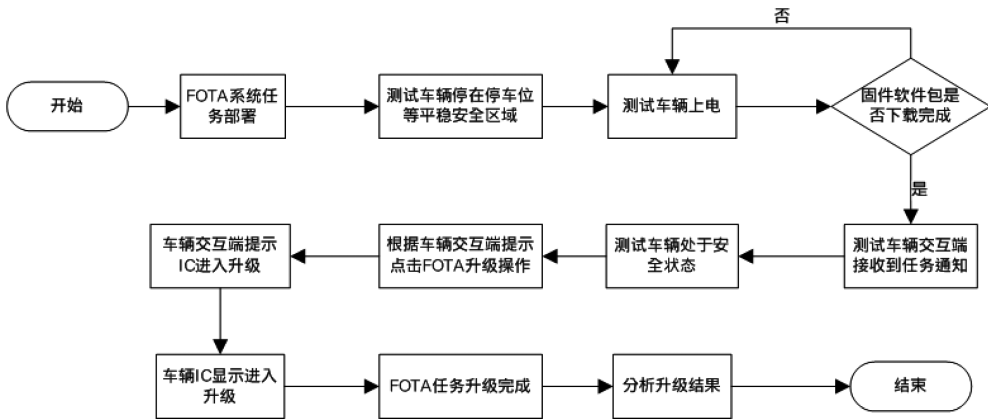 否
开始
FOTA系统任
务部署
测试车辆停在停车位
等平稳安全区域
测试车辆上电
固件软件包是
否下载完成
是
测试车辆交互端
接收到任务通知
测试车辆处于安
全状态
根据车辆交互端提示
点击FOTA升级操作
车辆交互端提示
IC进入升级
车辆IC显示进入
升级
FOTA任务升级完成
分析升级结果
结束